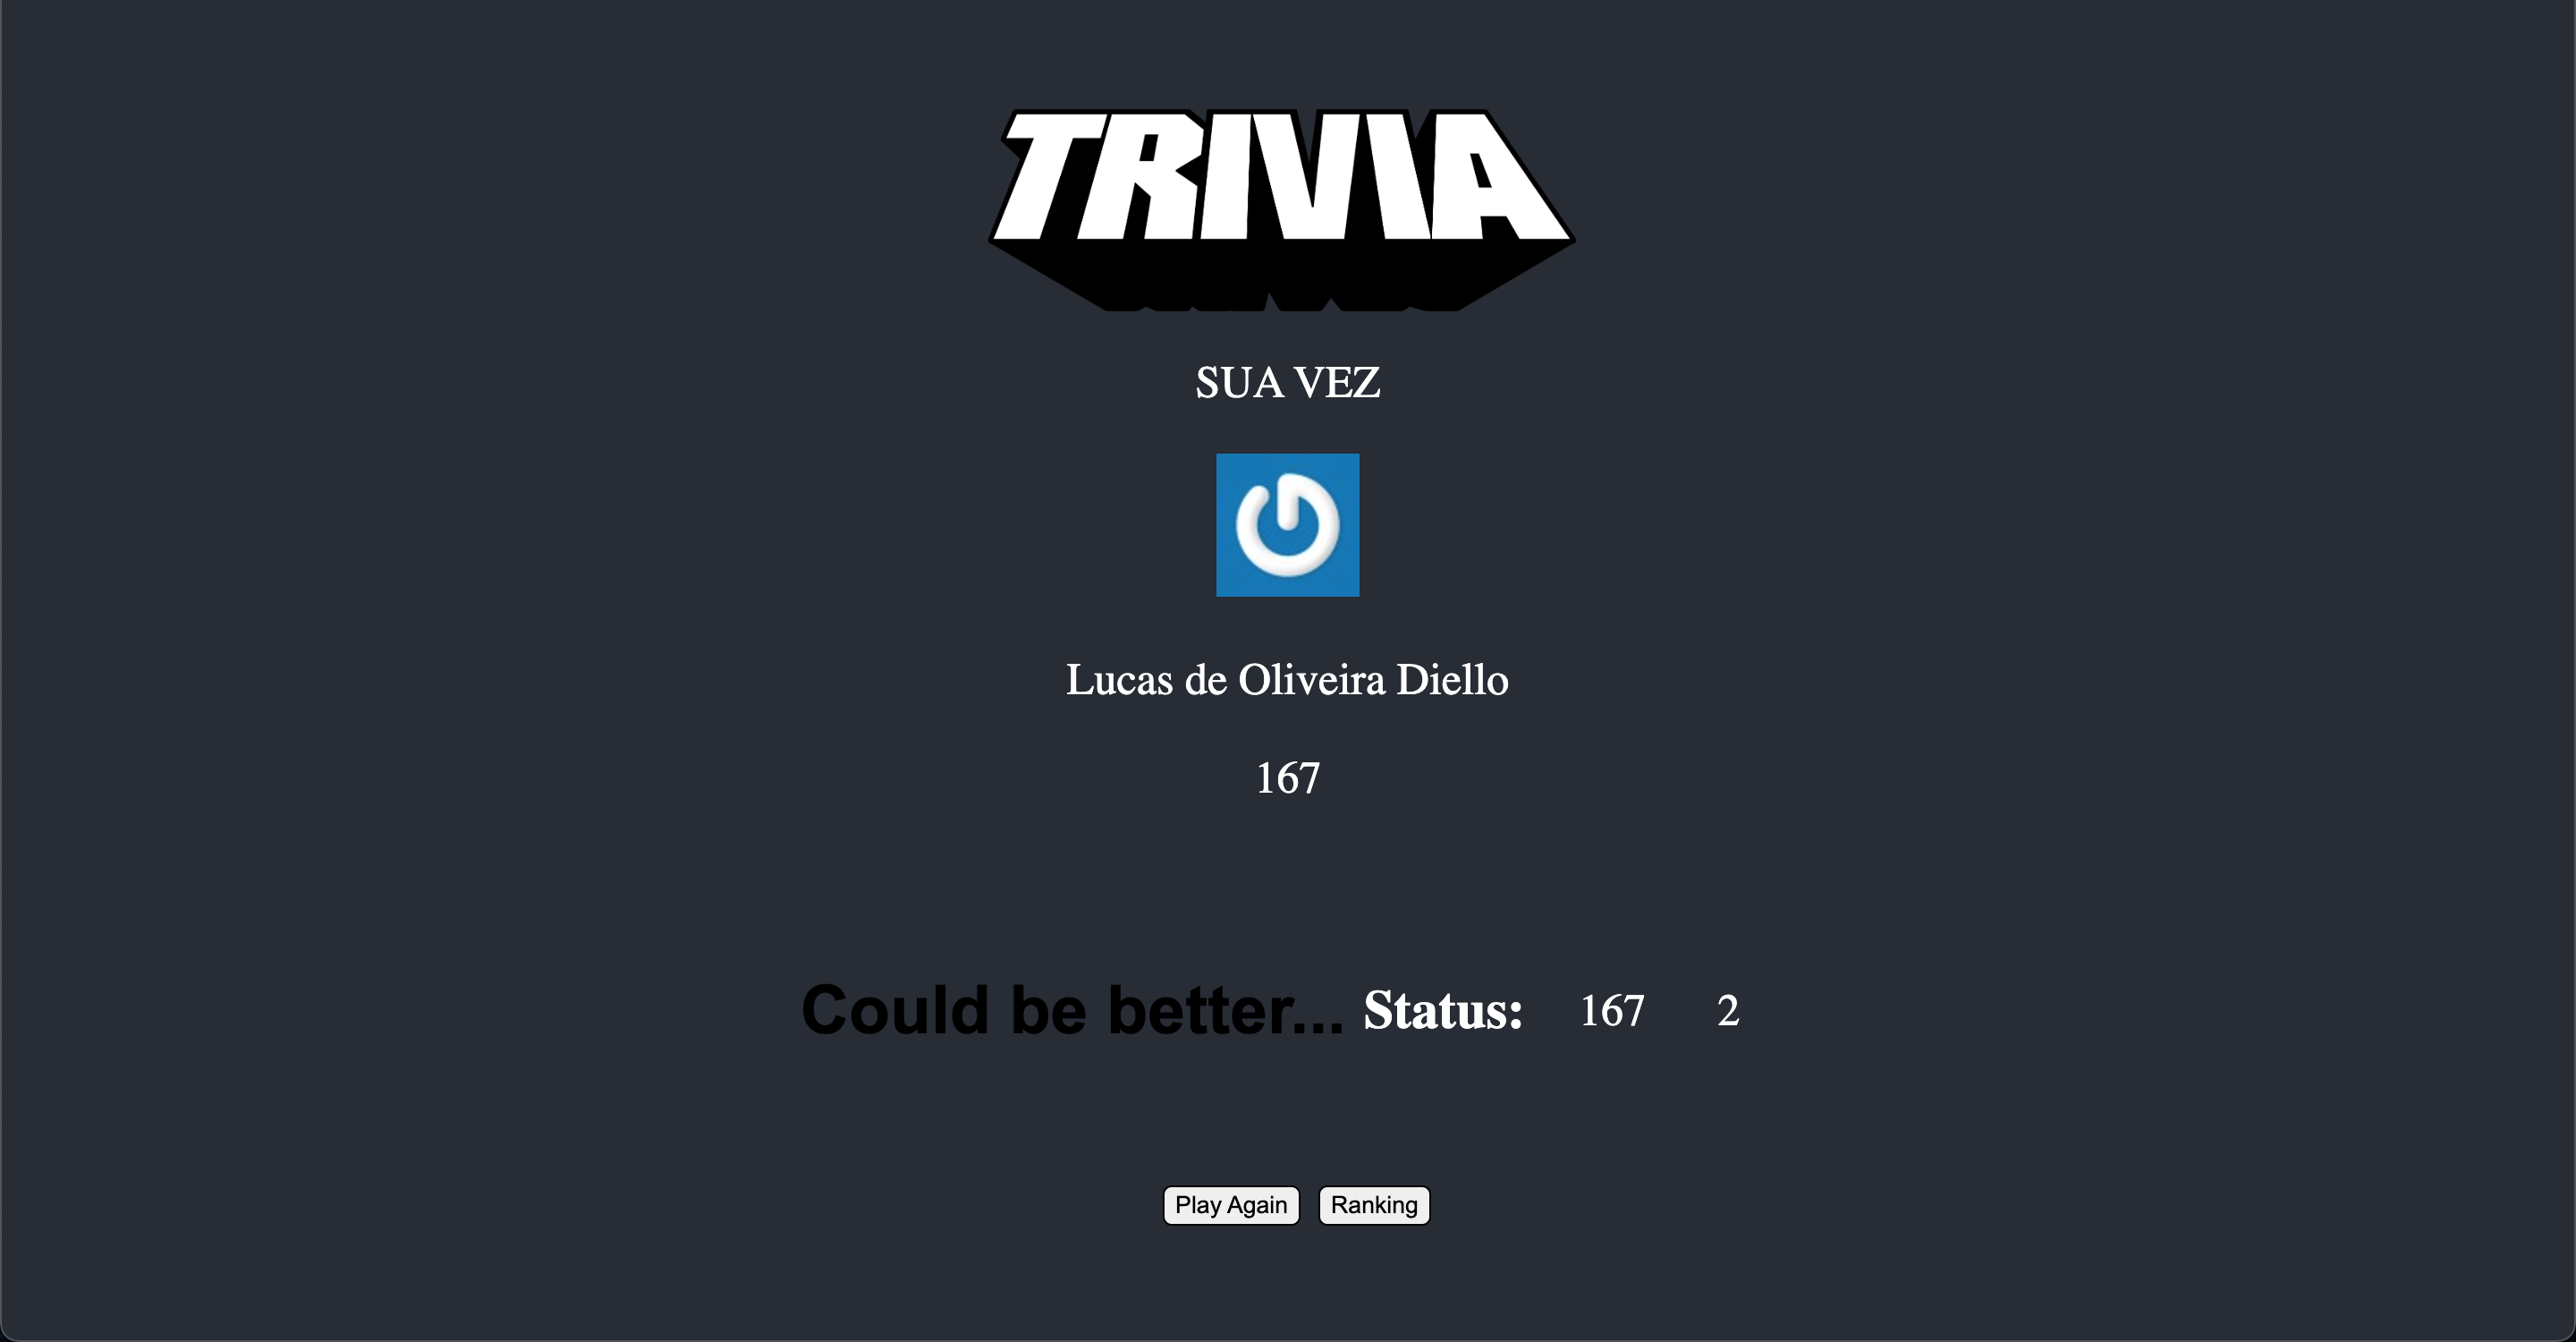 TRIVIA
SUA VEZ
Lucas de Oliveira Diello
167
Could be better... Status: 167 2
Play Again Ranking